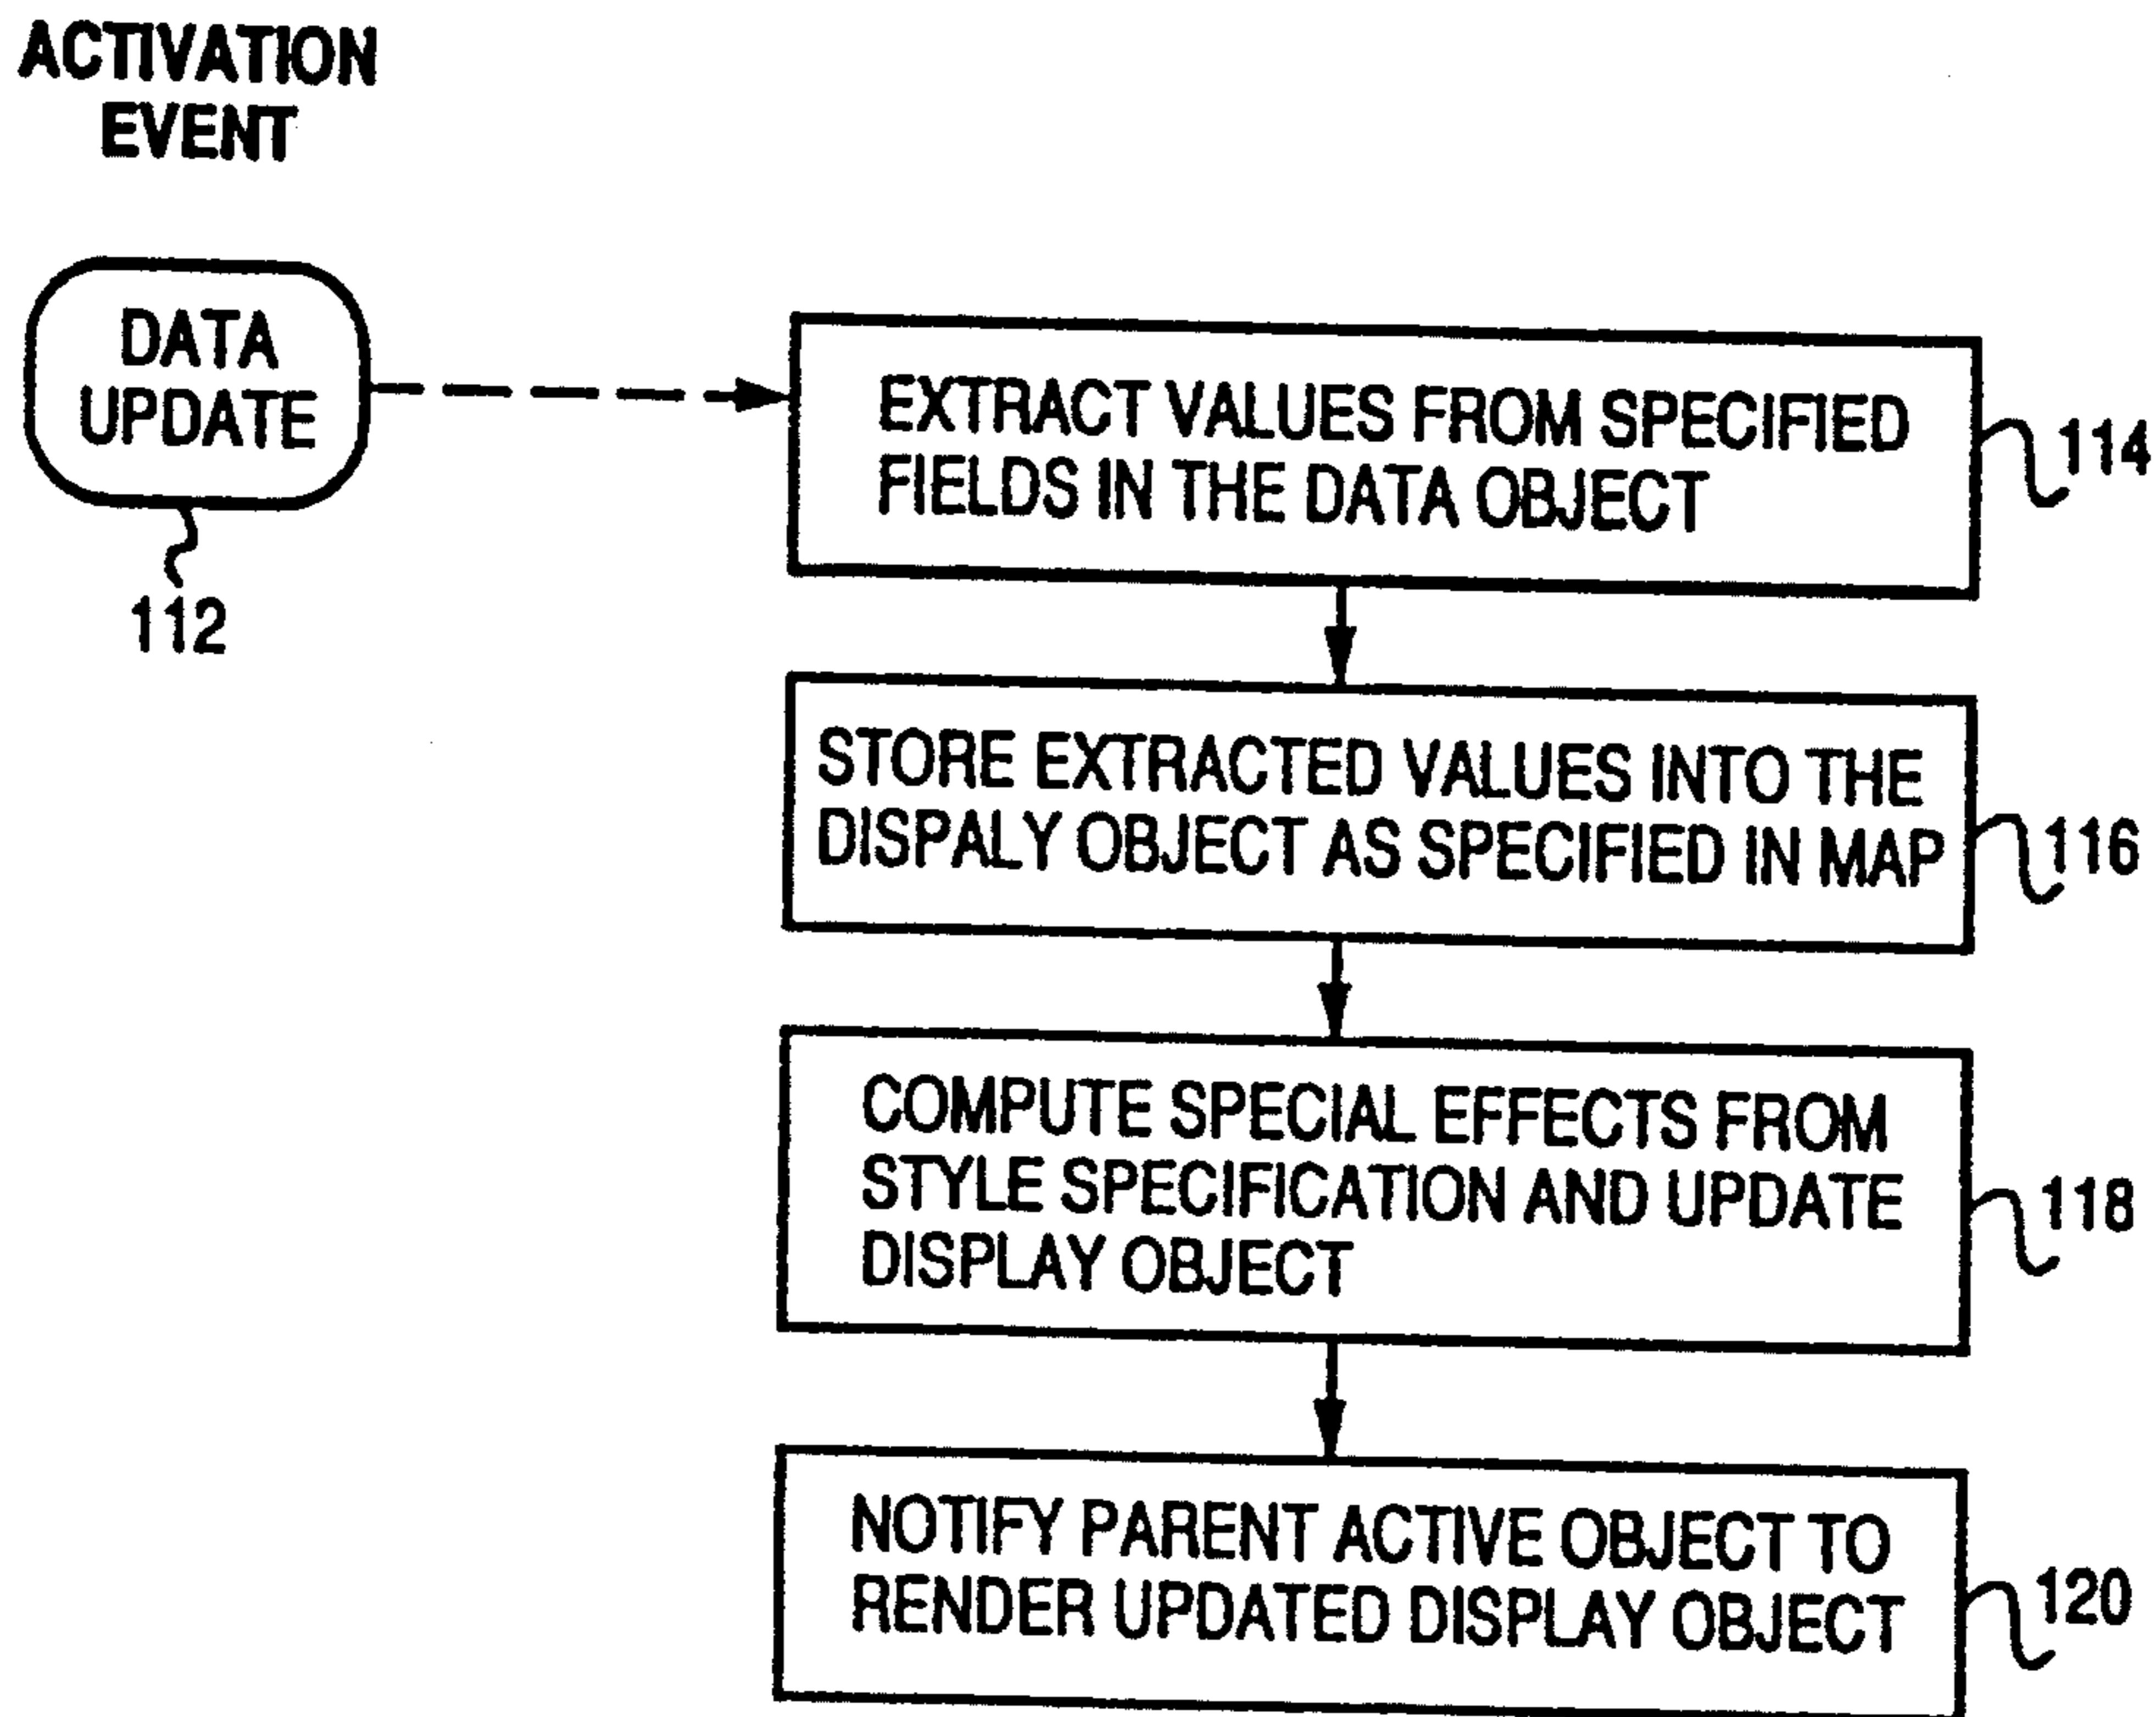 ACTIVATION
EVENT
DATA
UPDATE
112
EXTRACT VALUES FROM SPECIFIED
FIELDS IN THE DATA OBJECT
114
STORE EXTRACTED VALUES INTO THE
DISPALY OBJECT AS SPECIFIED IN MAP
116
COMPUTE SPECIAL EFFECTS FROM
STYLE SPECIFICATION AND UPDATE
DISPLAY OBJECT
118
NOTIFY PARENT ACTIVE OBJECT TO
RENDER UPDATED DISPLAY OBJECT
120